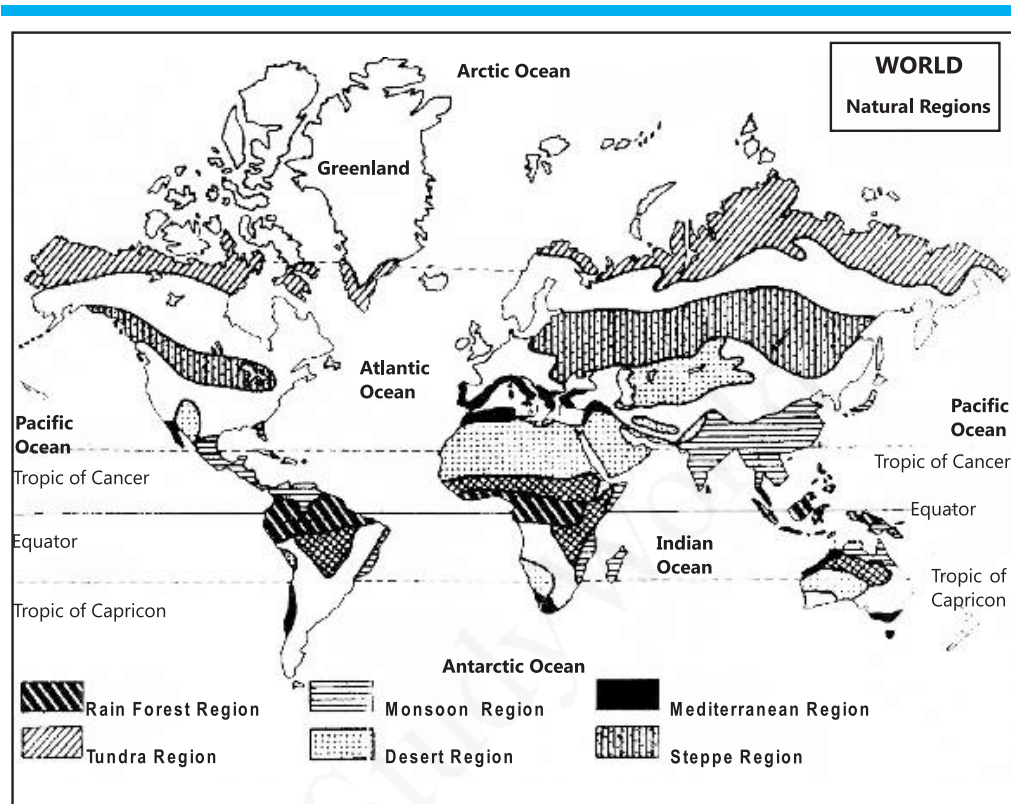 WORLD
Natural Regions
Arctic Ocean
Greenland
Atlantic
Ocean
Pacific
Ocean
Pacific
Ocean
Tropic of Cancer
Tropic of Cancer
Equator
Equator
Indian
Ocean
Tropic of
Capricon
Tropic of Capricon
Antarctic Ocean
Rain Forest Region
Monsoon Region
Mediterranean Region
Tundra Region
Desert Region
Steppe Region
Study World